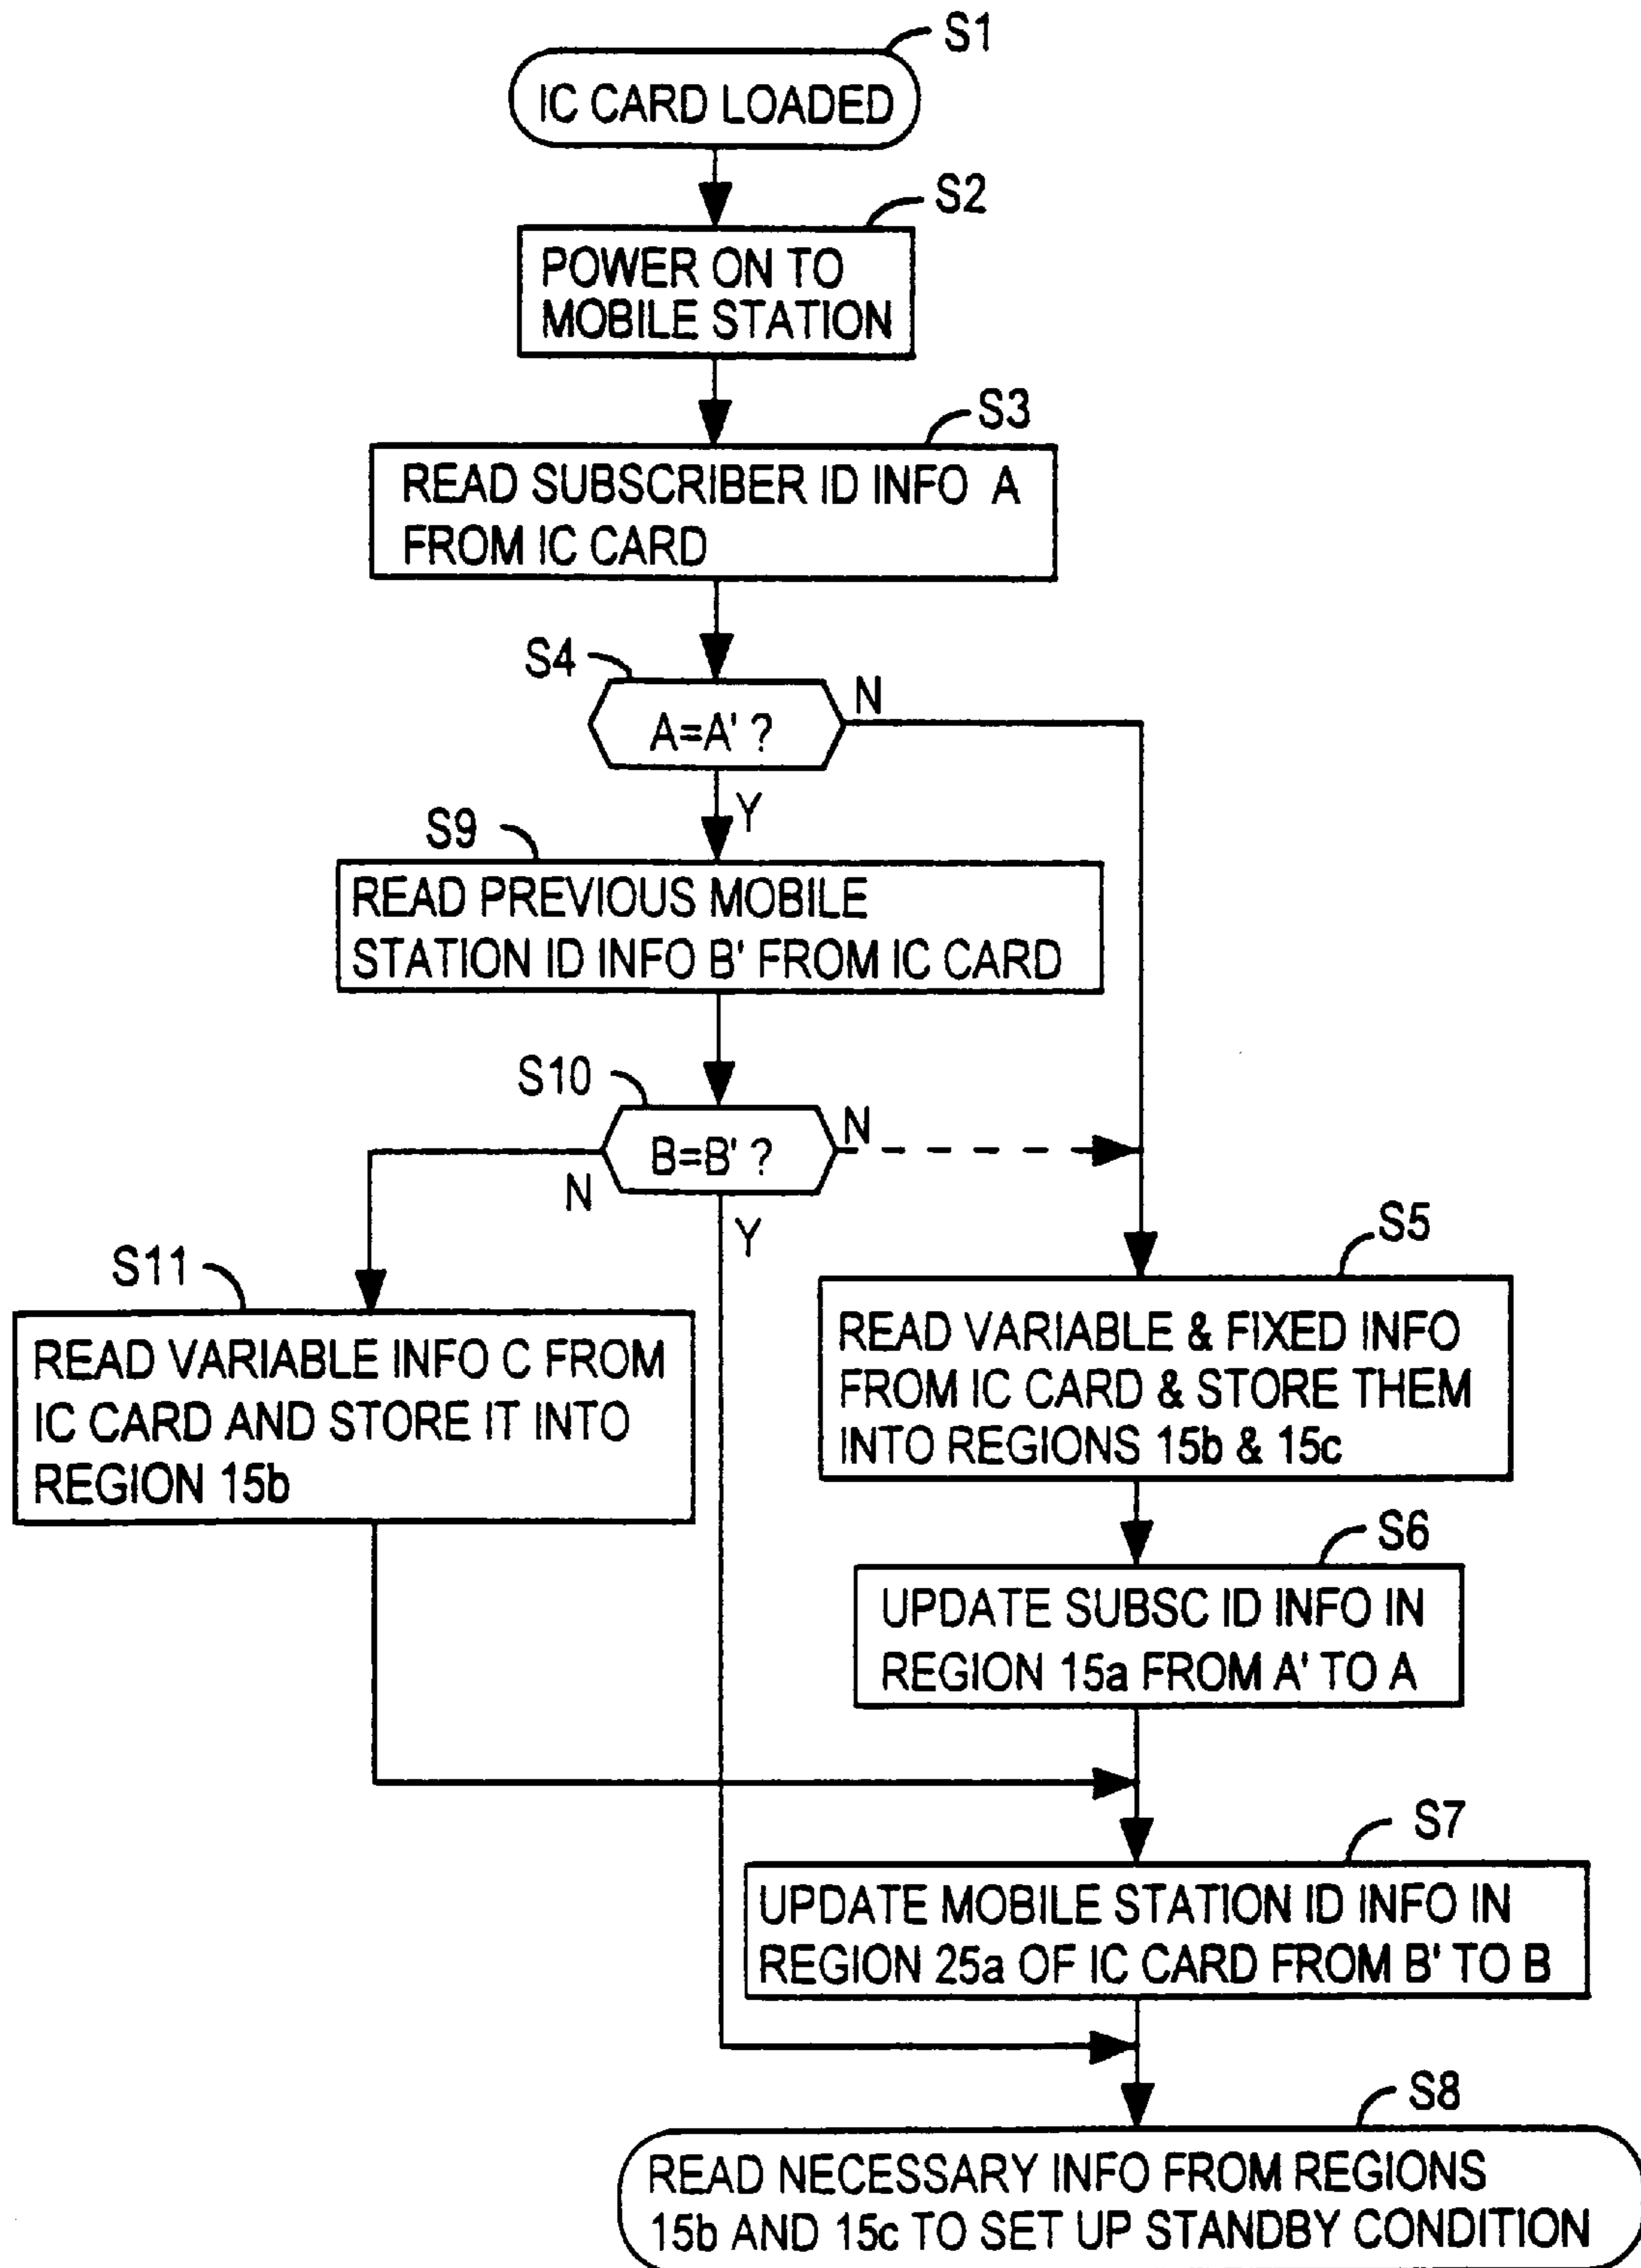 S1
IC CARD LOADED
S2
POWER ON TO
MOBILE STATION
S3
READ SUBSCRIBER ID INFO A
FROM IC CARD
S4
A=A' ?
N
Y
S9
READ PREVIOUS MOBILE
STATION ID INFO B' FROM IC CARD
S10
B=B' ?
N
N
Y
S11
READ VARIABLE INFO C FROM
IC CARD AND STORE IT INTO
REGION 15b
S5
READ VARIABLE & FIXED INFO
FROM IC CARD & STORE THEM
INTO REGIONS 15b & 15c
S6
UPDATE SUBSC ID INFO IN
REGION 15a FROM A' TO A
S7
UPDATE MOBILE STATION ID INFO IN
REGION 25a OF IC CARD FROM B' TO B
S8
READ NECESSARY INFO FROM REGIONS
15b AND 15c TO SET UP STANDBY CONDITION